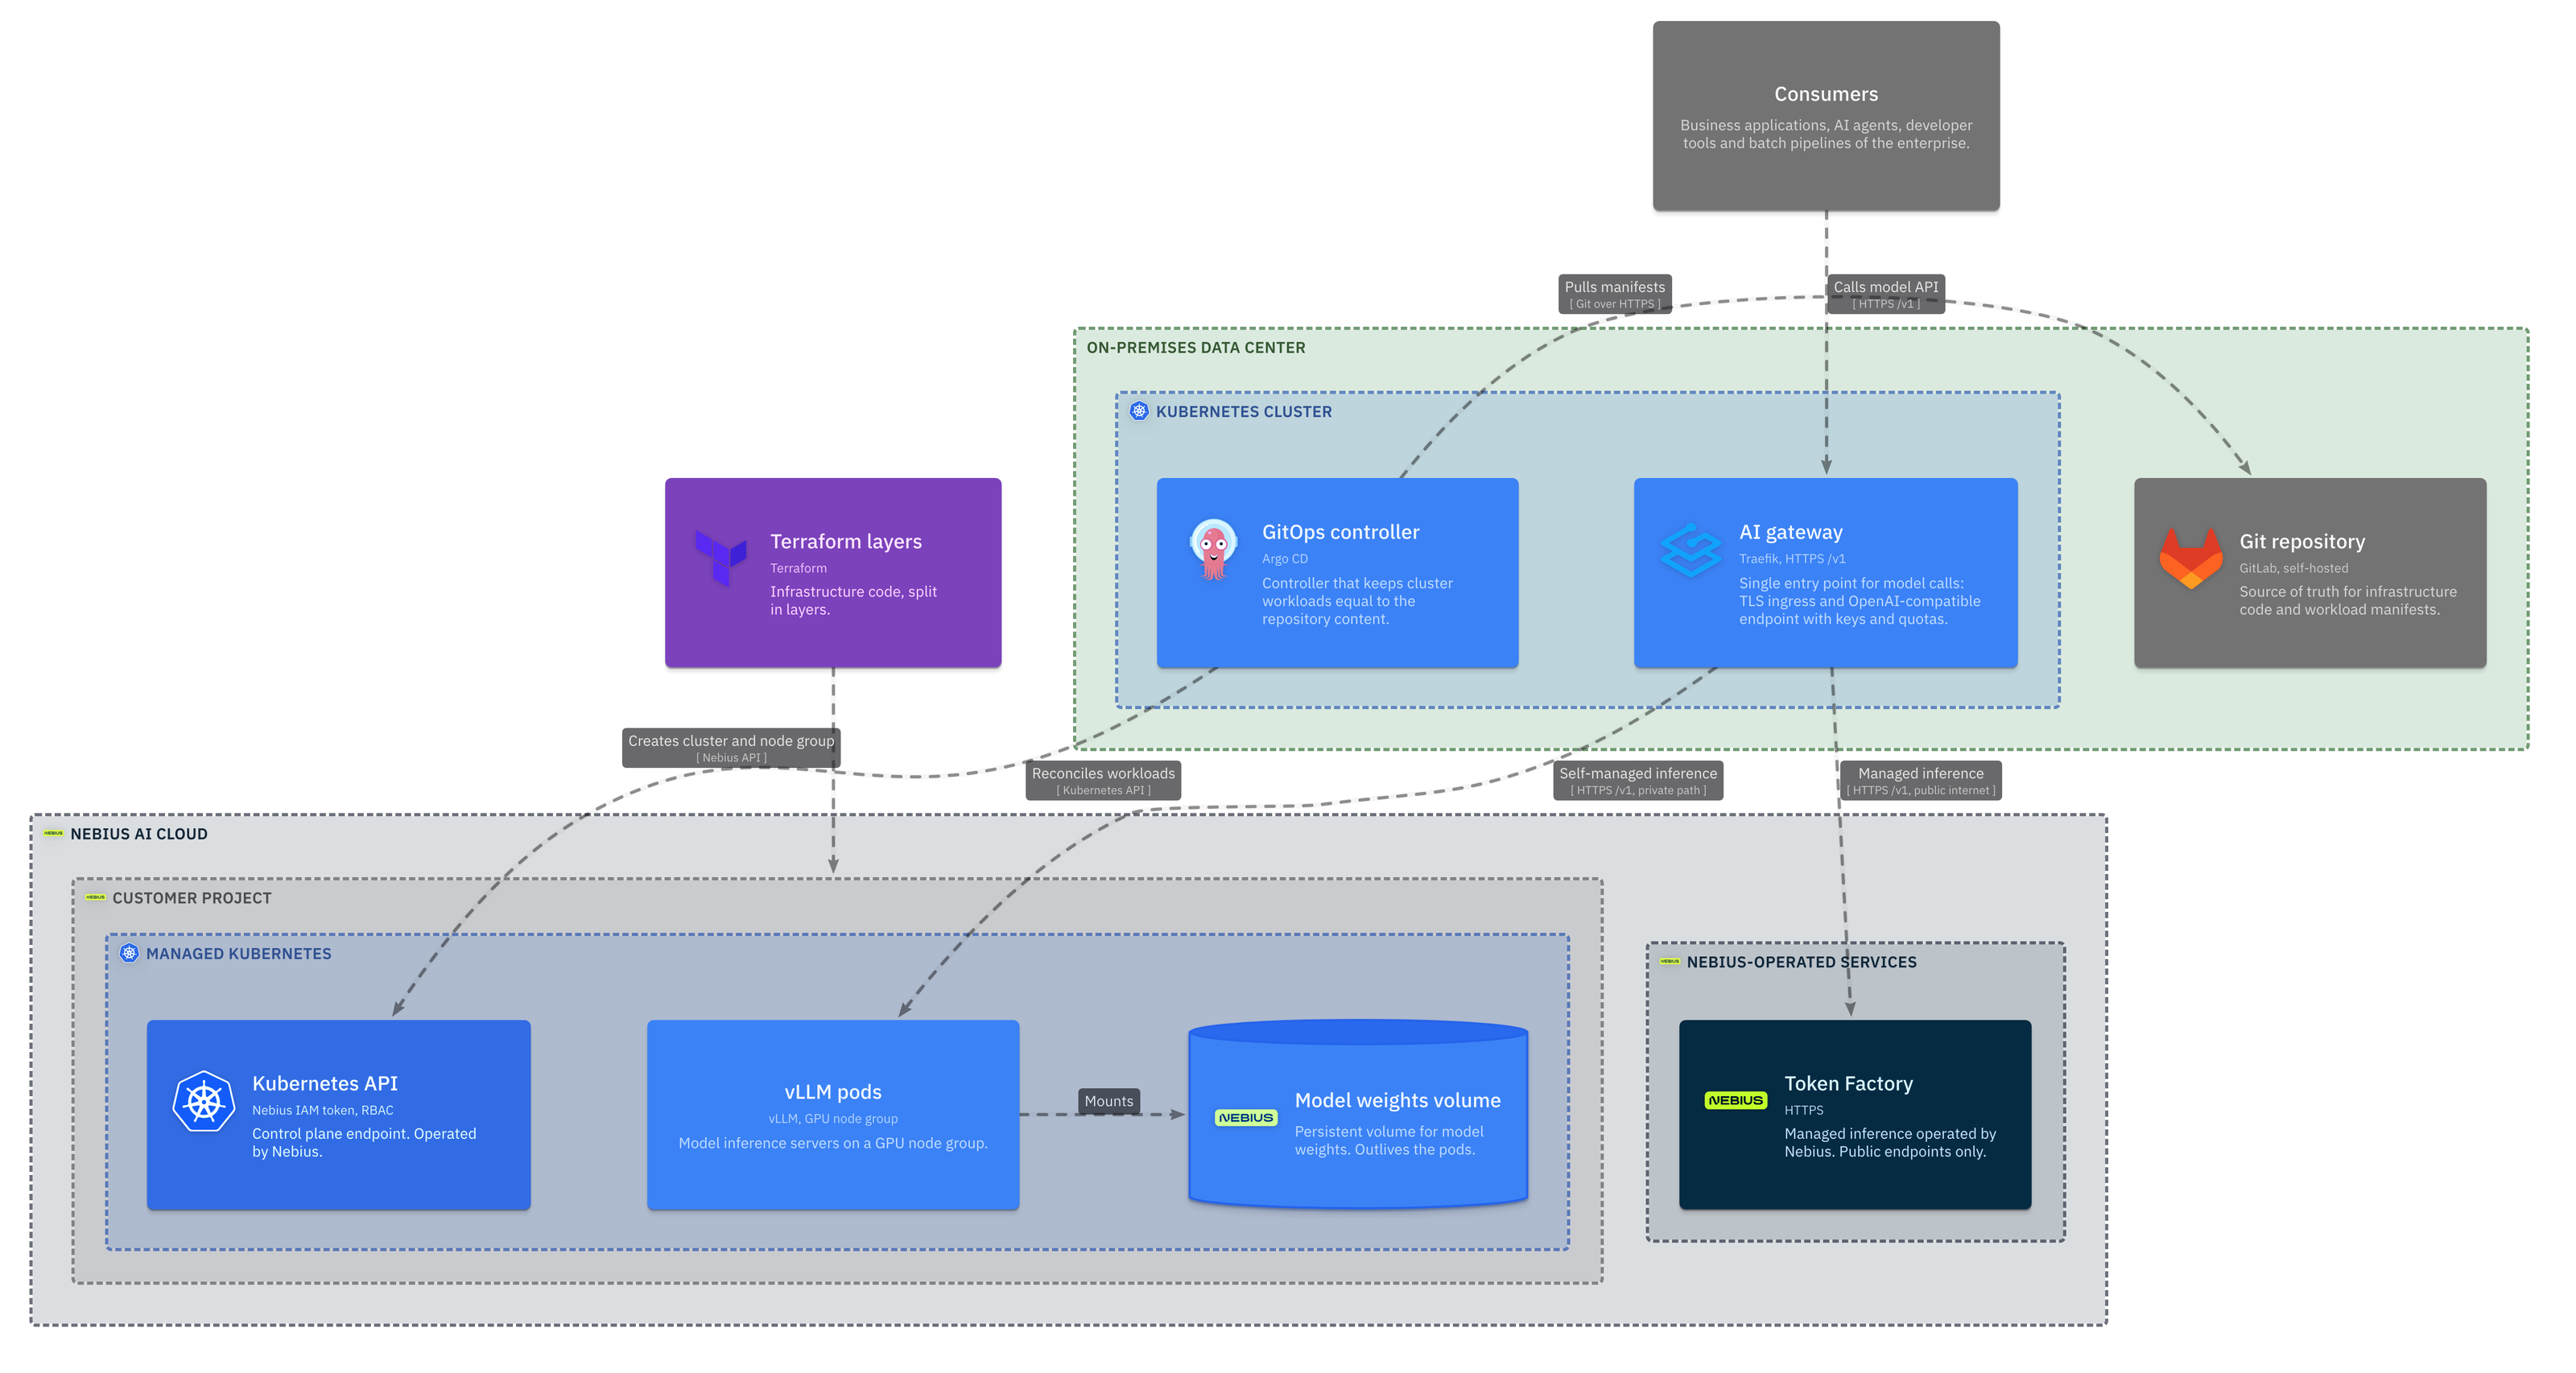 Consumers
Business applications, AI agents, developer
tools and batch pipelines of the enterprise.
Pulls manifests
[ Git over HTTPS ]
Calls model API
[ HTTPS /v1 ]
ON-PREMISES DATA CENTER
KUBERNETES CLUSTER
Terraform layers
Terraform
Infrastructure code, split
in layers.
GitOps controller
Argo CD
Controller that keeps cluster
workloads equal to the
repository content.
AI gateway
Traefik, HTTPS /v1
Single entry point for model calls:
TLS ingress and OpenAI-compatible
endpoint with keys and quotas.
Git repository
GitLab, self-hosted
Source of truth for infrastructure
code and workload manifests.
Creates cluster and node group
[ Nebius API ]
Reconciles workloads
[ Kubernetes API ]
Self-managed inference
[ HTTPS /v1, private path ]
Managed inference
[ HTTPS /v1, public internet ]
NEBIUS NEBIUS AI CLOUD
NEBIUS CUSTOMER PROJECT
MANAGED KUBERNETES
NEBIUS NEBIUS-OPERATED SERVICES
Kubernetes API
Nebius IAM token, RBAC
Control plane endpoint. Operated
by Nebius.
vLLM pods
vLLM, GPU node group
Model inference servers on a GPU node group.
Mounts
NEBIUS
Model weights volume
Persistent volume for model
weights. Outlives the pods.
NEBIUS
Token Factory
HTTPS
Managed inference operated by
Nebius. Public endpoints only.